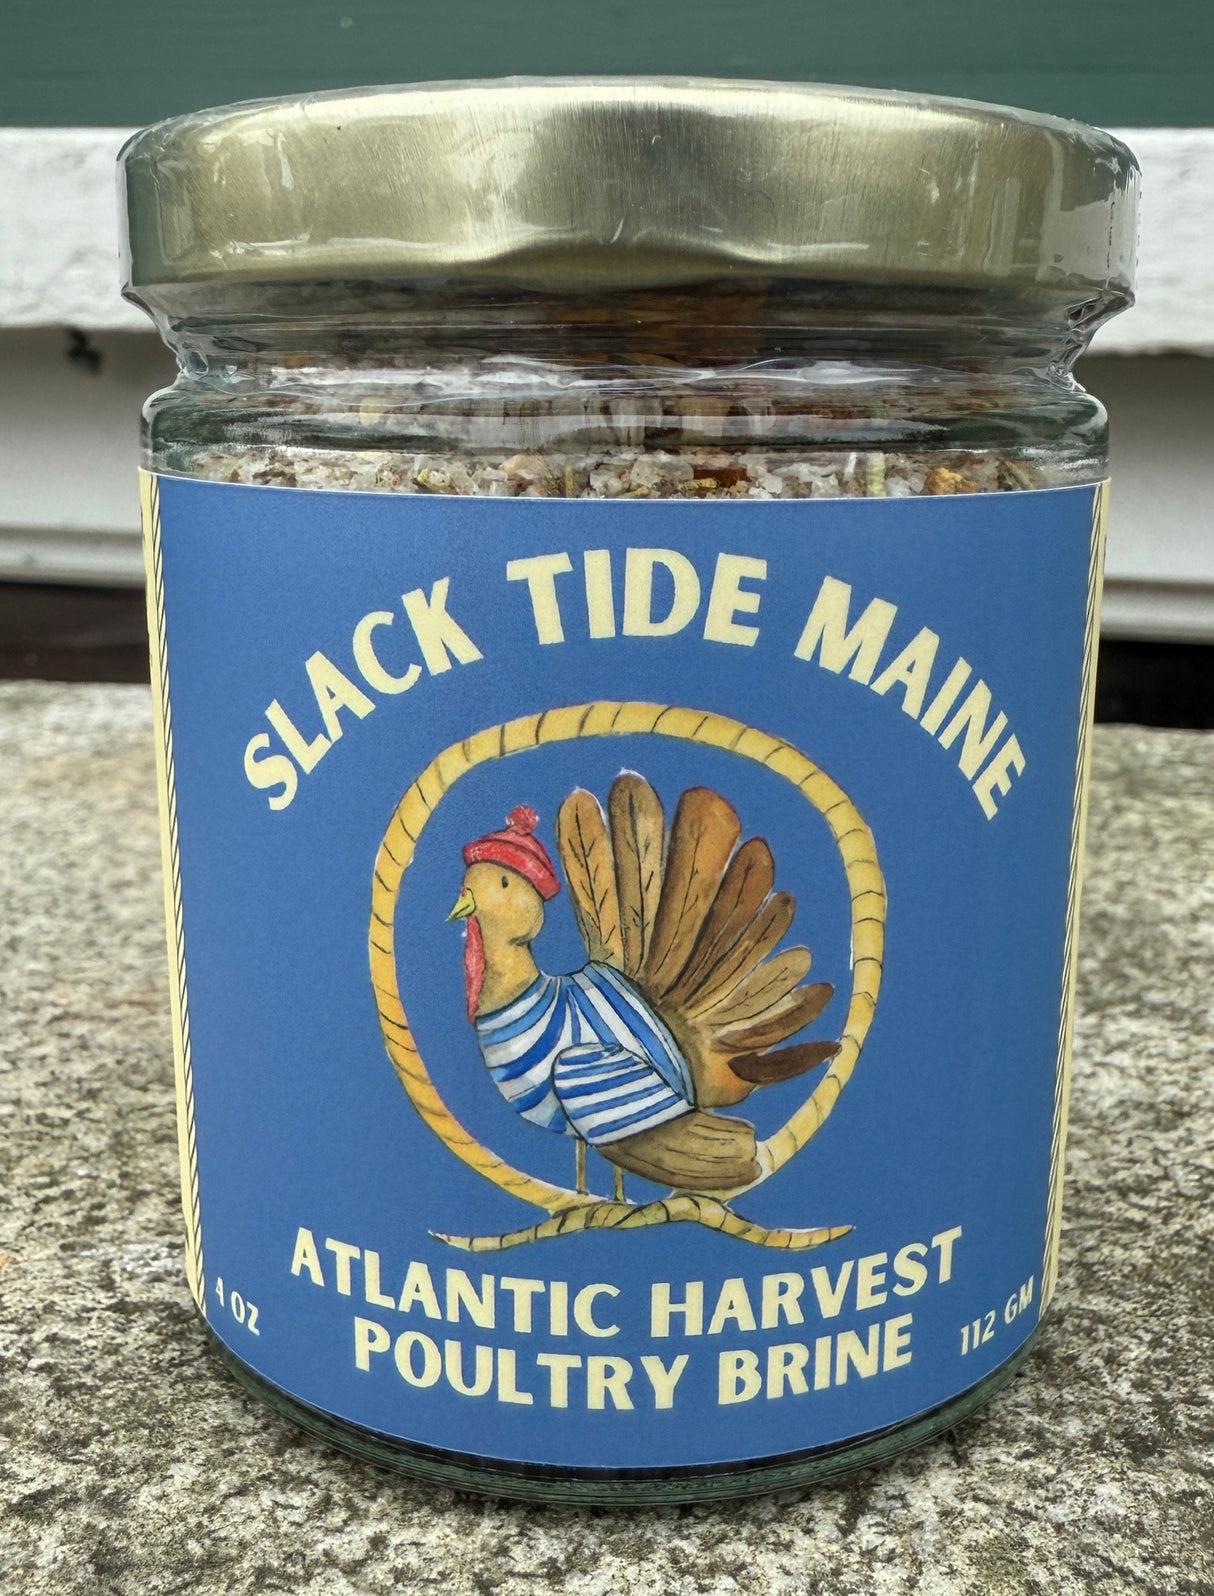 SLACK TIDE MAINE
ATLANTIC HARVEST
POULTRY BRINE
4 OZ
112 GM